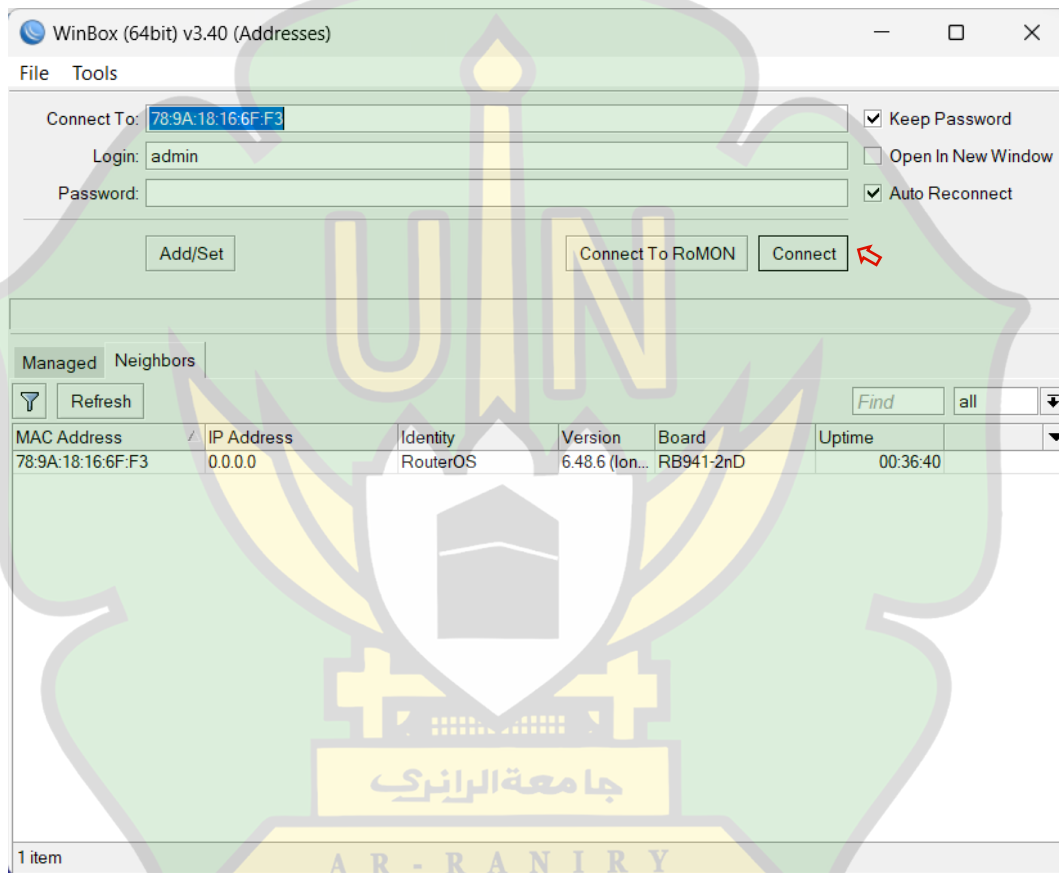 WinBox (64bit) v3.40 (Addresses)
File Tools
Connect To: 78:9A:18:16:6F:F3
Keep Password
Login: admin
Open In New Window
Password:
Auto Reconnect
Add/Set Connect To RoMON Connect
Managed Neighbors
Refresh Find all
MAC Address IP Address Identity Version Board Uptime
78:9A:18:16:6F:F3 0.0.0.0 RouterOS 6.48.6 (lon... RB941-2nD 00:36:40
UIN
جامعة الرانري
AR-RANIRY
1 item